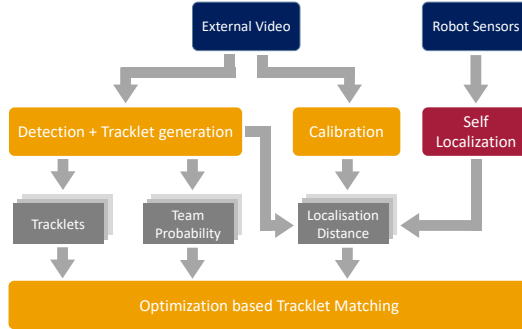 External Video
Robot Sensors
Detection + Tracklet generation
Calibration
Self
Localization
Tracklets
Team
Probability
Localisation
Distance
Optimization based Tracklet Matching